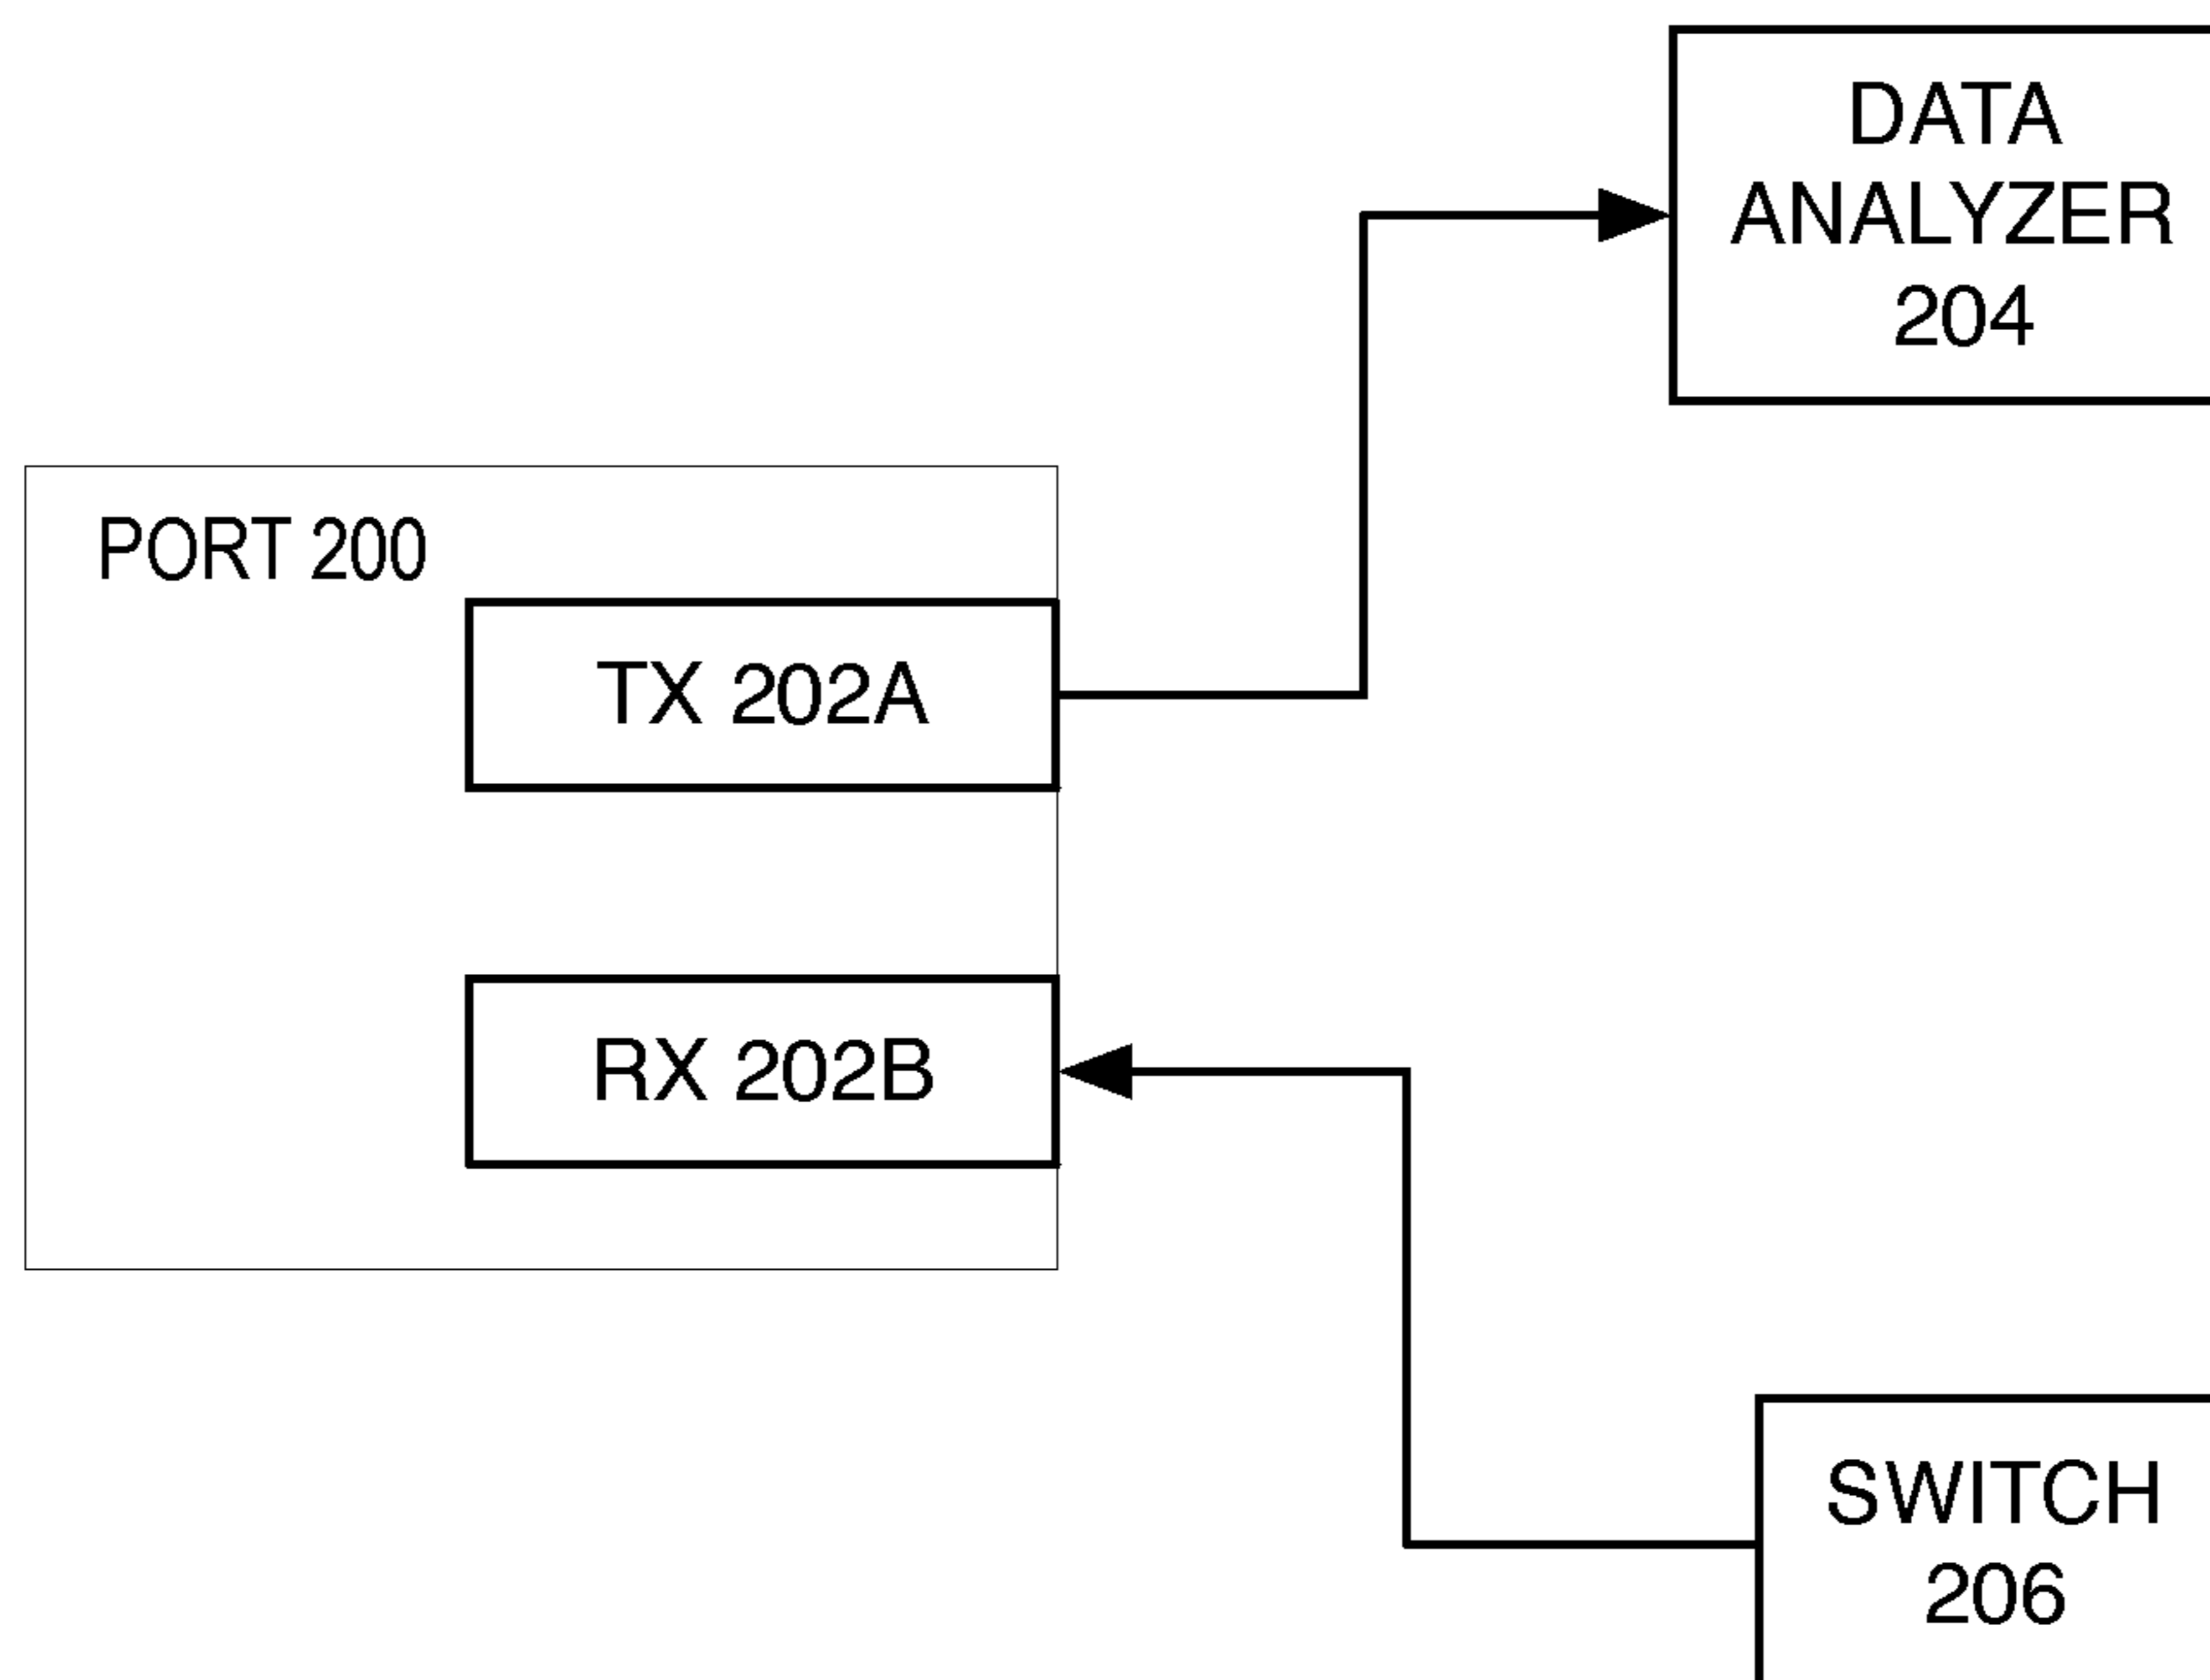 DATA
ANALYZER
204
PORT 200
TX 202A
RX 202B
SWITCH
206